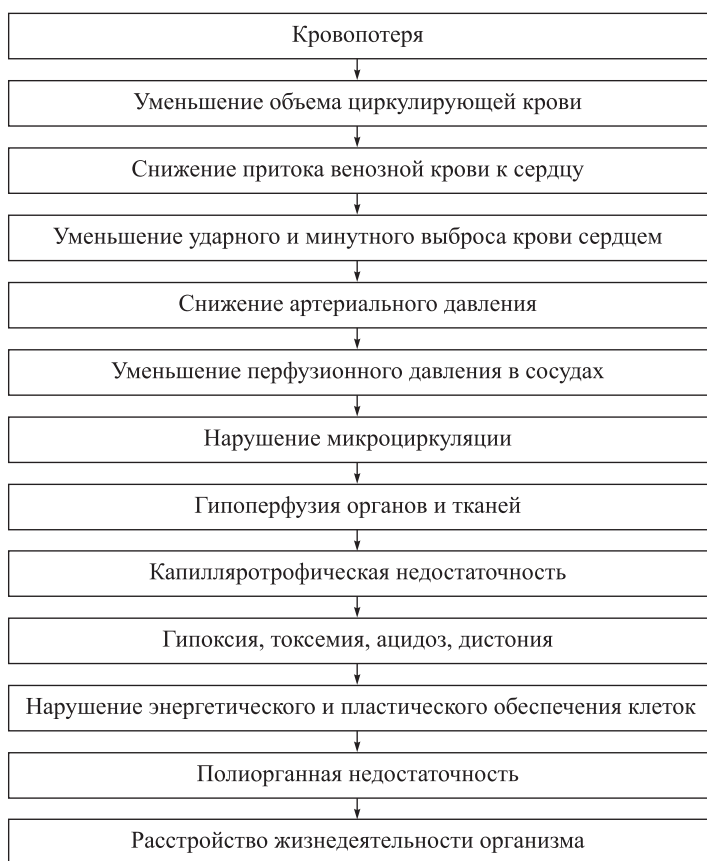 Кровопотеря
Уменьшение объема циркулирующей крови
Снижение притока венозной крови к сердцу
Уменьшение ударного и минутного выброса крови сердцем
Снижение артериального давления
Уменьшение перфузионного давления в сосудах
Нарушение микроциркуляции
Гипоперфузия органов и тканей
Капилляротрофическая недостаточность
Гипоксия, токсемия, ацидоз, дистония
Нарушение энергетического и пластического обеспечения клеток
Полиорганная недостаточность
Расстройство жизнедеятельности организма